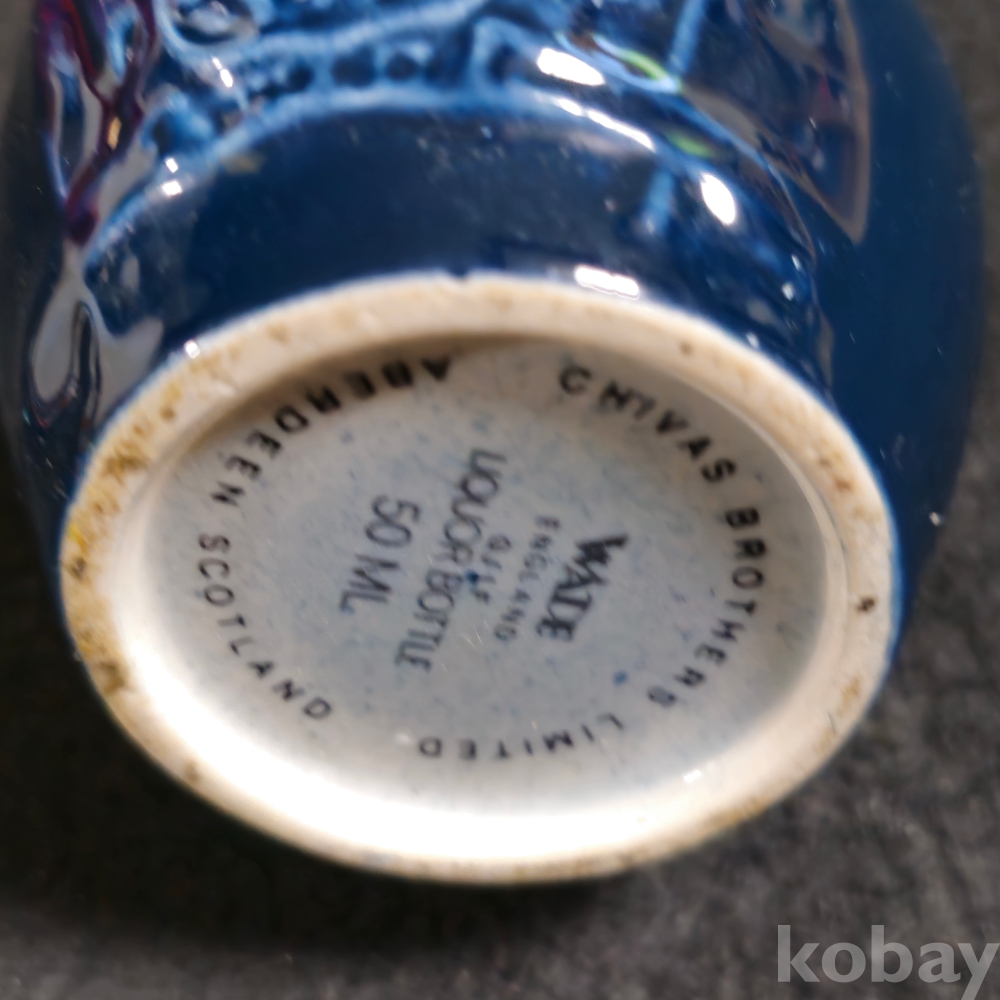 CHIVAS BROTHERS LIMITED
ABERDEEN SCOTLAND
WADE
ENGLAND
LIQUOR BOTTLE
50 ML
kobay